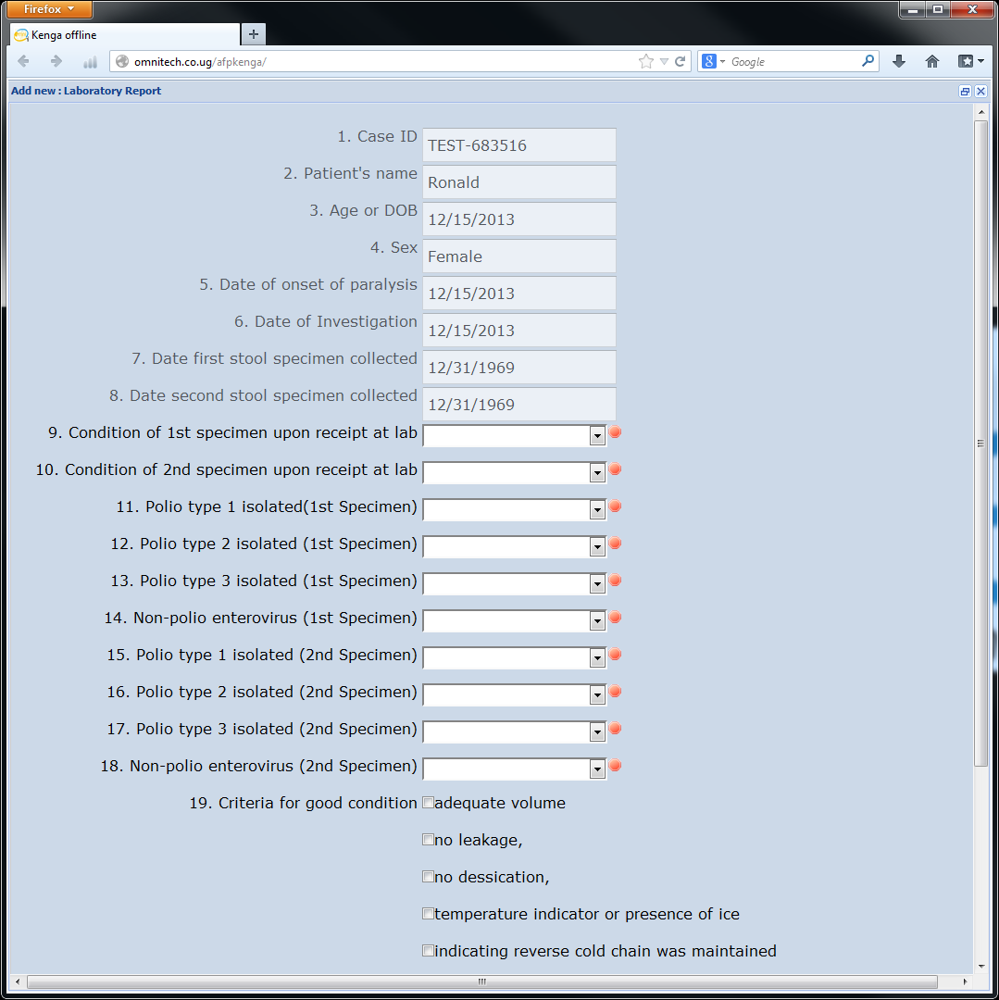 Firefox
Kenga offline
omnitech.co.ug/afpkenga/
8 Google
Add new : Laboratory Report
1. Case ID TEST-683516
2. Patient's name Ronald
3. Age or DOB 12/15/2013
4. Sex Female
5. Date of onset of paralysis 12/15/2013
6. Date of Investigation 12/15/2013
7. Date first stool specimen collected 12/31/1969
8. Date second stool specimen collected 12/31/1969
9. Condition of 1st specimen upon receipt at lab
10. Condition of 2nd specimen upon receipt at lab
11. Polio type 1 isolated(1st Specimen)
12. Polio type 2 isolated (1st Specimen)
13. Polio type 3 isolated (1st Specimen)
14. Non-polio enterovirus (1st Specimen)
15. Polio type 1 isolated (2nd Specimen)
16. Polio type 2 isolated (2nd Specimen)
17. Polio type 3 isolated (2nd Specimen)
18. Non-polio enterovirus (2nd Specimen)
19. Criteria for good condition adequate volume
no leakage,
no dessication,
temperature indicator or presence of ice
indicating reverse cold chain was maintained